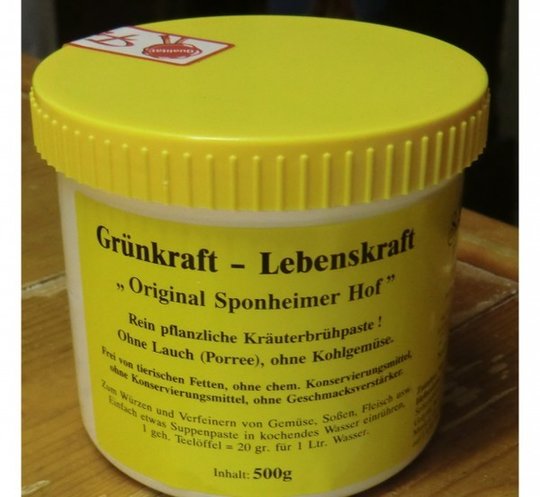 Qualität
Grünkraft - Lebenskraft
„Original Sponheimer Hof"
Rein pflanzliche Kräuterbrühpaste!
Ohne Lauch (Porree), ohne Kohlgemüse.
Frei von tierischen Fetten, ohne chem. Konservierungsmittel,
ohne Konservierungsmittel, ohne Geschmacksverstärker.
Zum Würzen und Verfeinern von Gemüse, Soßen, Fleisch usw.
Einfach etwas Suppenpaste in kochendes Wasser einrühren,
1 geh. Teelöffel = 20 gr. für 1 Ltr. Wasser.
Inhalt: 500g